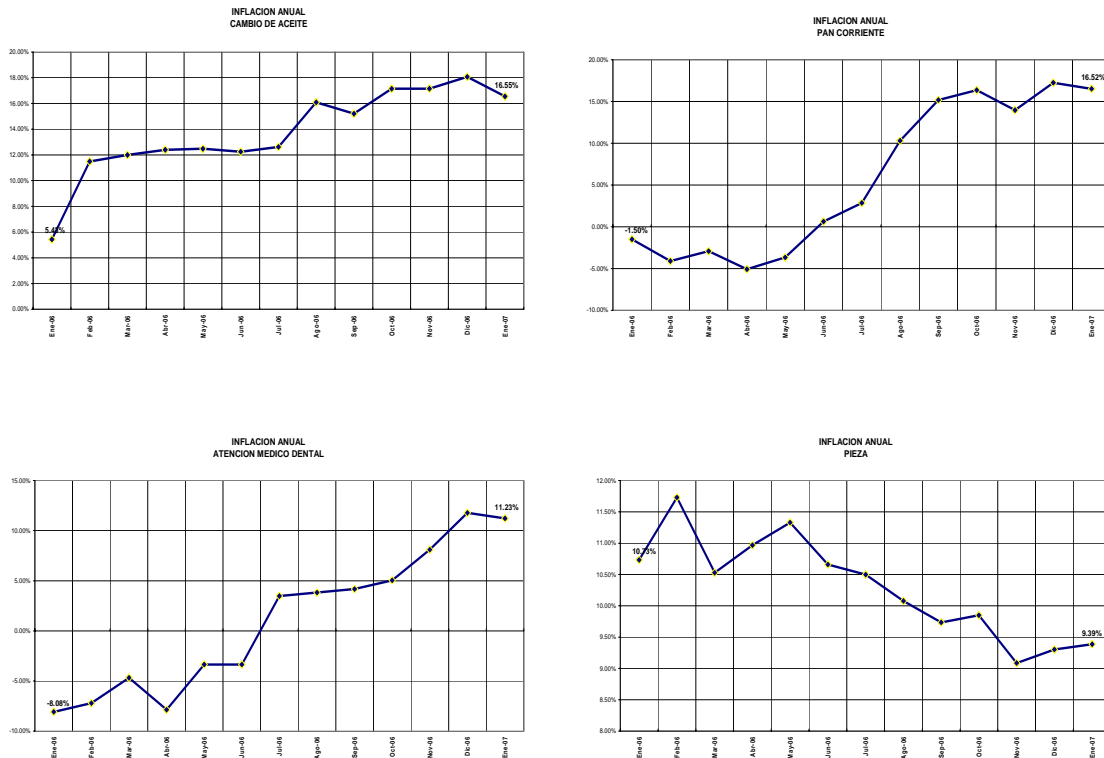 INFLACION ANUAL
CAMBIO DE ACEITE
20.00%
18.00%
16.00%
14.00%
12.00%
10.00%
8.00%
6.00%
4.00%
2.00%
0.00%
16.55%
Ene-06
Feb-06
Mar-06
Abr-06
May-06
Jun-06
Jul-06
Ago-06
Sep-06
Oct-06
Nov-06
Dic-06
Ene-07
INFLACION ANUAL
PAN CORRIENTE
20.00%
15.00%
10.00%
5.00%
0.00%
-5.00%
-10.00%
-1.50%
16.52%
Ene-06
Feb-06
Mar-06
Abr-06
May-06
Jun-06
Jul-06
Ago-06
Sep-06
Oct-06
Nov-06
Dic-06
Ene-07
INFLACION ANUAL
ATENCION MEDICO DENTAL
15.00%
10.00%
5.00%
0.00%
-5.00%
-10.00%
-8.08%
11.23%
Ene-06
Feb-06
Mar-06
Abr-06
May-06
Jun-06
Jul-06
Ago-06
Sep-06
Oct-06
Nov-06
Dic-06
Ene-07
INFLACION ANUAL
PIEZA
12.00%
11.50%
11.00%
10.50%
10.00%
9.50%
9.00%
8.50%
8.00%
10.73%
9.39%
Ene-06
Feb-06
Mar-06
Abr-06
May-06
Jun-06
Jul-06
Ago-06
Sep-06
Oct-06
Nov-06
Dic-06
Ene-07